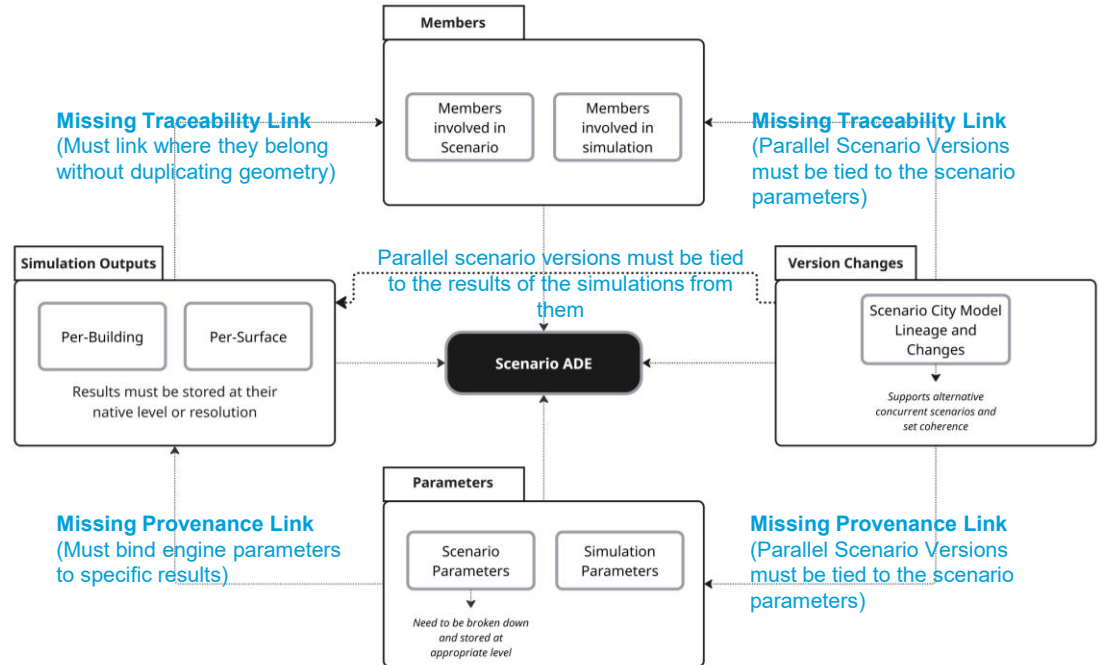 Members
Members
involved in
Scenario
Members
involved in
simulation
Missing Traceability Link
(Must link where they belong
without duplicating geometry)
Missing Traceability Link
(Parallel Scenario Versions
must be tied to the scenario
parameters)
Simulation Outputs
Per-Building
Per-Surface
Results must be stored at their
native level or resolution
Parallel scenario versions must be tied
to the results of the simulations from
them
Scenario ADE
Version Changes
Scenario City Model
Lineage and
Changes
Supports alternative
concurrent scenarios and
set coherence
Missing Provenance Link
(Must bind engine parameters
to specific results)
Parameters
Scenario
Parameters
Simulation
Parameters
Need to be broken down
and stored at
appropriate level
Missing Provenance Link
(Parallel Scenario Versions
must be tied to the scenario
parameters)